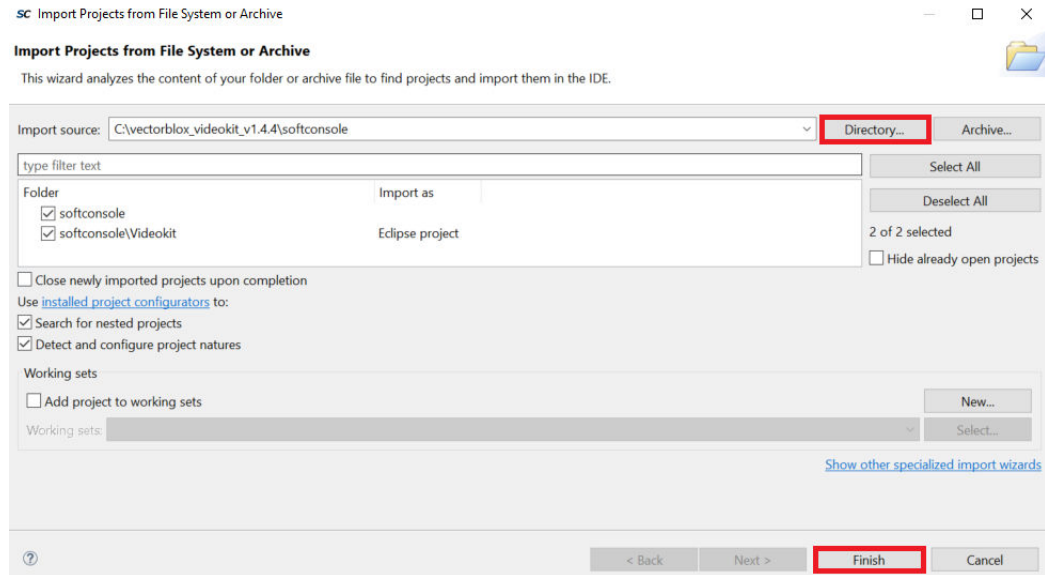 SC Import Projects from File System or Archive
Import Projects from File System or Archive
This wizard analyzes the content of your folder or archive file to find projects and import them in the IDE.
Import source: C:\vectorblox_videokit_v1.4.4\softconsole Directory... Archive...
type filter text Select All
Folder Import as
Deselect All
softconsole
softconsole\Videokit Eclipse project 2 of 2 selected
Hide already open projects
Close newly imported projects upon completion
Use installed project configurators to:
Search for nested projects
Detect and configure project natures
Working sets
Add project to working sets New...
Working sets: Select...
Show other specialized import wizards
? < Back Next > Finish Cancel